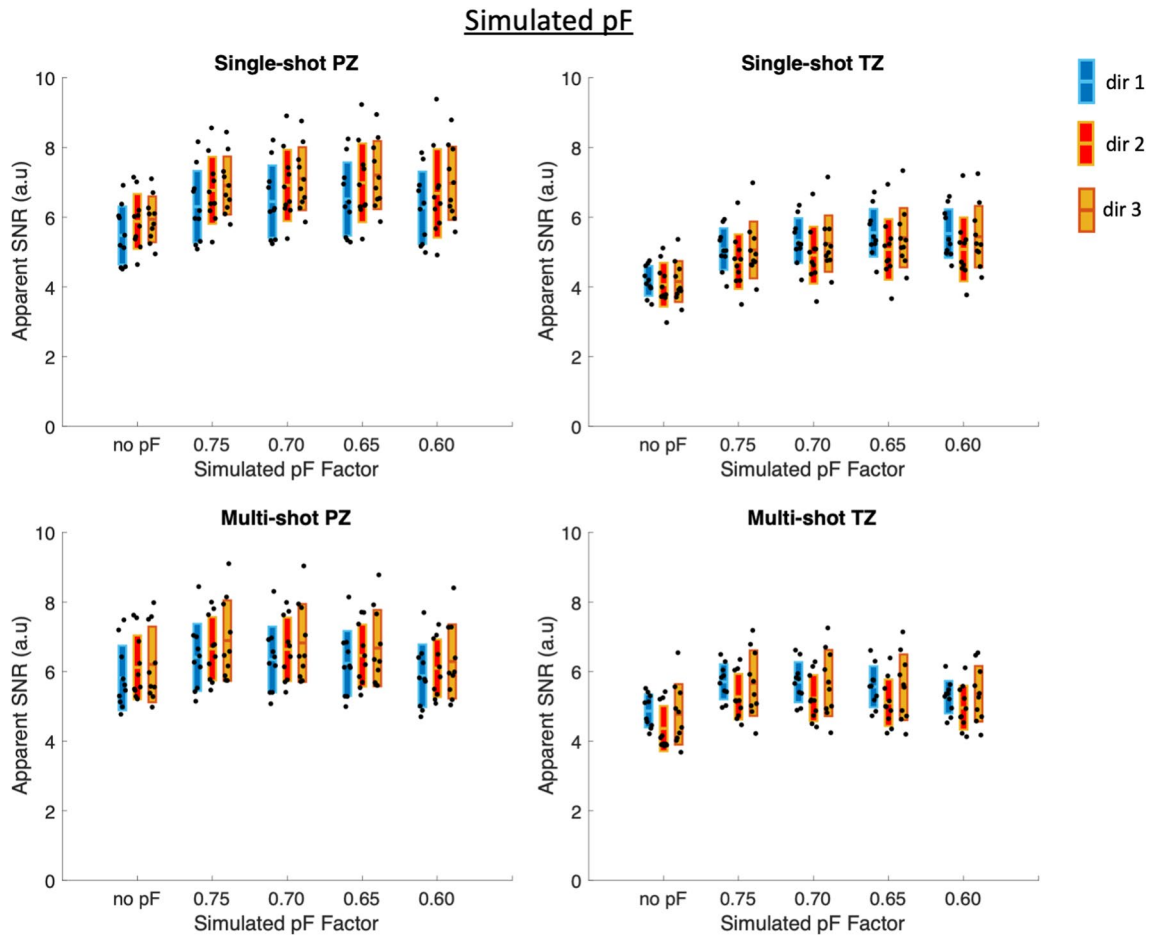 Simulated pF
Single-shot PZ
Apparent SNR (a.u)
10
8
6
4
2
0
no pF 0.75 0.70 0.65 0.60
Simulated pF Factor
Single-shot TZ
Apparent SNR (a.u)
10
8
6
4
2
0
no pF 0.75 0.70 0.65 0.60
Simulated pF Factor
dir 1
dir 2
dir 3
Multi-shot PZ
Apparent SNR (a.u)
10
8
6
4
2
0
no pF 0.75 0.70 0.65 0.60
Simulated pF Factor
Multi-shot TZ
Apparent SNR (a.u)
10
8
6
4
2
0
no pF 0.75 0.70 0.65 0.60
Simulated pF Factor